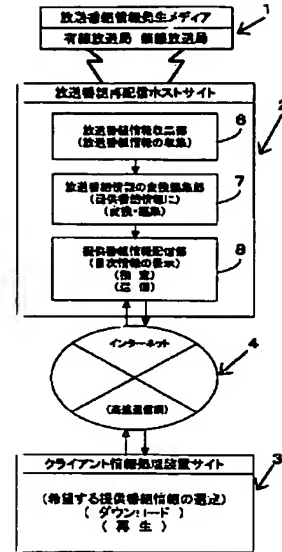 放送番組情報発生メディア
有線放送局 無線放送局
1
放送番組再配信ホストサイト
2
6
放送番組情報収集部
(放送番組情報の収集)
7
放送番組情報の変換編集部
(提供番組情報に)
変換・編集)
8
提供番組情報配信部
(目次情報の表示)
(検索)
(送信)
インターネット
4
(高速通信網)
クライアント情報処理装置サイト
3
(希望する提供番組情報の選定)
(ダウンロード)
(再生)